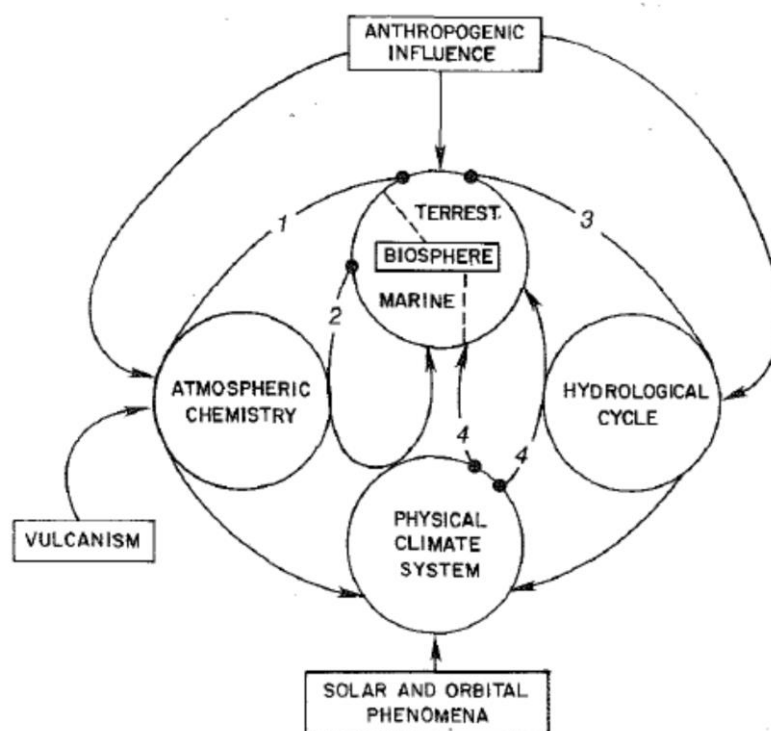 ANTHROPOGENIC
INFLUENCE
1
TERREST
3
BIOSPHERE
MARINE
2
ATMOSPHERIC
CHEMISTRY
HYDROLOGICAL
CYCLE
4
4
PHYSICAL
CLIMATE
SYSTEM
VULCANISM
SOLAR AND ORBITAL
PHENOMENA